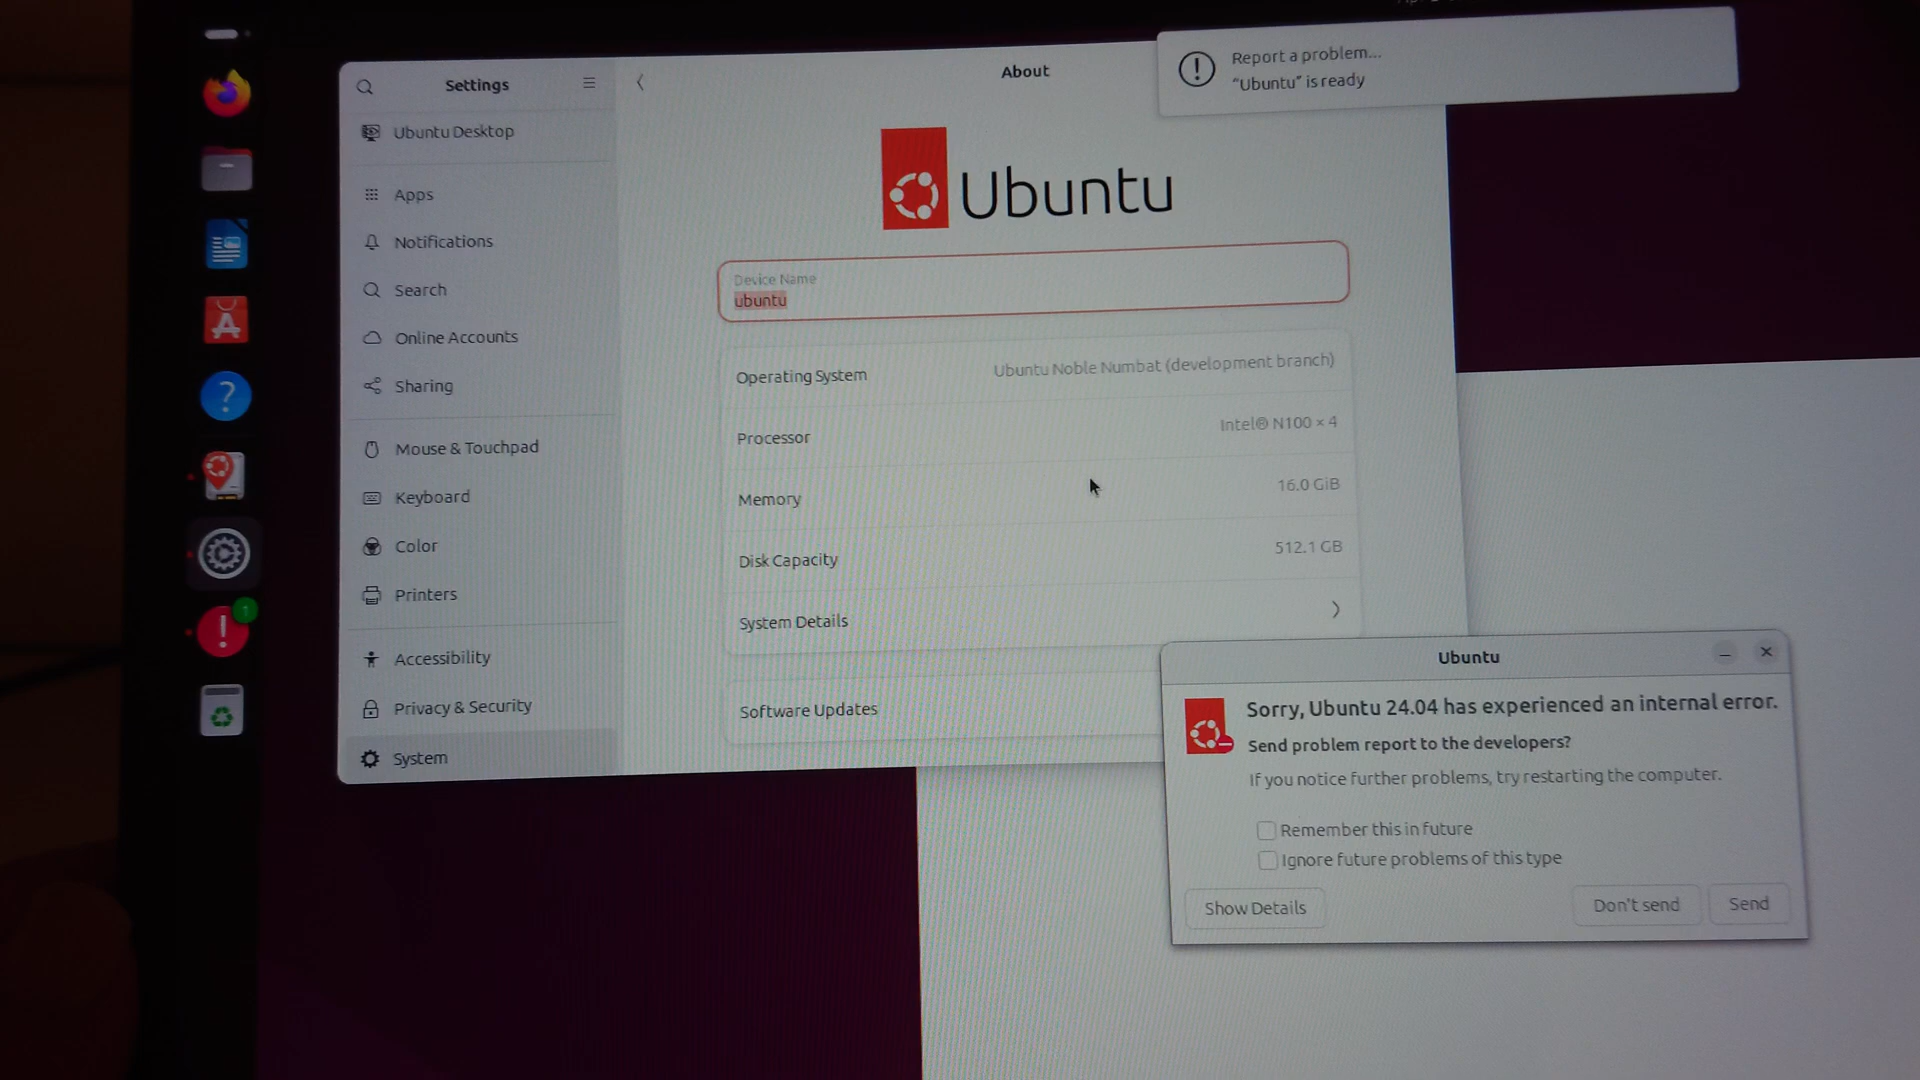 Settings
Ubuntu Desktop
Apps
Notifications
Search
Online Accounts
Sharing
Mouse & Touchpad
Keyboard
Color
Printers
Accessibility
Privacy & Security
System
About
Report a problem...
“Ubuntu” is ready
Ubuntu
Device Name
ubuntu
Operating System Ubuntu Noble Numbat (development branch)
Processor Intel® N100 × 4
Memory 16.0 GiB
Disk Capacity 512.1 GB
System Details
Software Updates
1
Ubuntu
Sorry, Ubuntu 24.04 has experienced an internal error.
Send problem report to the developers?
If you notice further problems, try restarting the computer.
Remember this in future
Ignore future problems of this type
Show Details Don't send Send